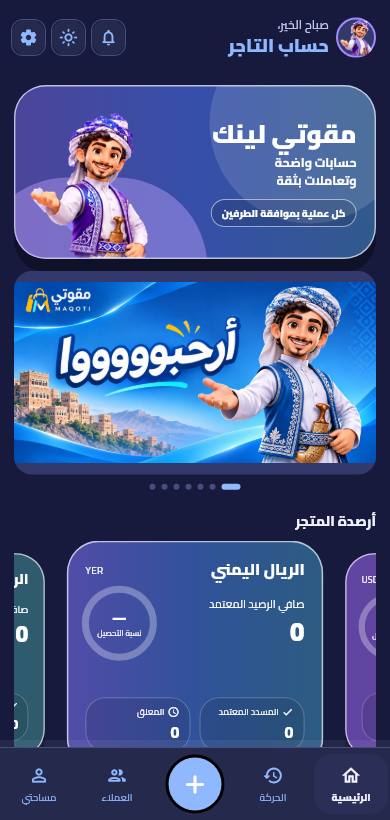 صباح الخير،
حساب التاجر
مقوتي لينك
حسابات واضحة
وتعاملات بثقة
كل عملية بموافقة الطرفين
مقوتي
MAQOTI
أرحبوووووا
أرصدة المتجر
الريال اليمني
YER
صافي الرصيد المعتمد
0
نسبة التحصيل
المسدد المعتمد
0
المعلق
0
USD
0
الرئيسية
الحركة
العملاء
مساحتي